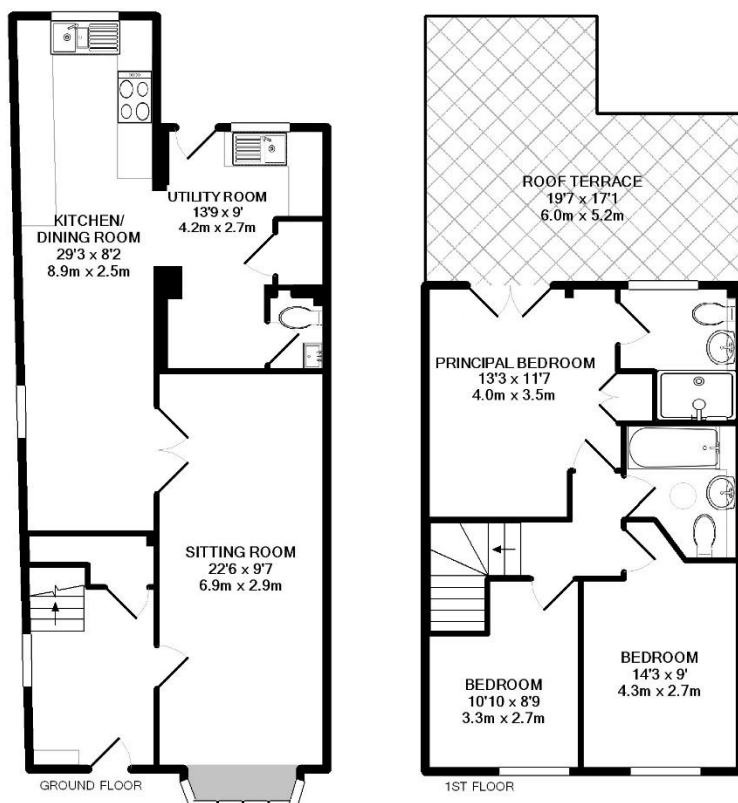 KITCHEN/
DINING ROOM
29'3 x 8'2
8.9m x 2.5m
UTILITY ROOM
13'9 x 9'
4.2m x 2.7m
SITTING ROOM
22'6 x 9'7
6.9m x 2.9m
GROUND FLOOR
ROOF TERRACE
19'7 x 17'1
6.0m x 5.2m
PRINCIPAL BEDROOM
13'3 x 11'7
4.0m x 3.5m
BEDROOM
10'10 x 8'9
3.3m x 2.7m
BEDROOM
14'3 x 9'
4.3m x 2.7m
1ST FLOOR